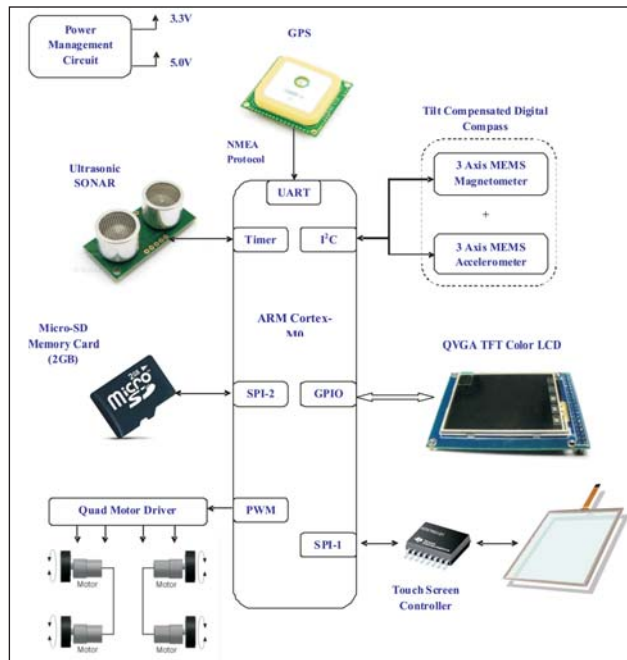 Power
Management
Circuit
3.3V
5.0V
GPS
NMEA
Protocol
Tilt Compensated Digital
Compass
3 Axis MEMS
Magnetometer
+
3 Axis MEMS
Accelerometer
Ultrasonic
SONAR
UART
Timer
I²C
ARM Cortex-
M0
Micro-SD
Memory Card
(2GB)
2GB
Micro
SD
SPI-2
GPIO
QVGA TFT Color LCD
Quad Motor Driver
PWM
SPI-1
Touch Screen
Controller
Motor
Motor
Motor
Motor